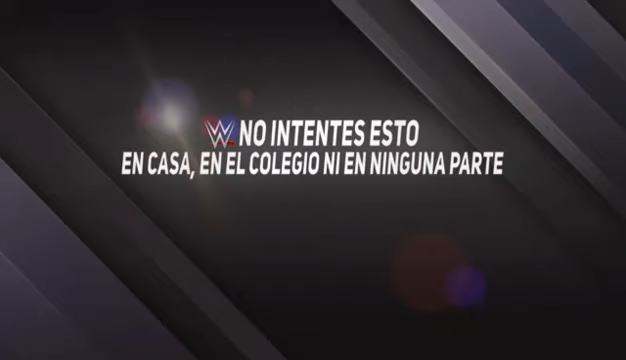 W NO INTENTES ESTO
EN CASA, EN EL COLEGIO NI EN NINGUNA PARTE